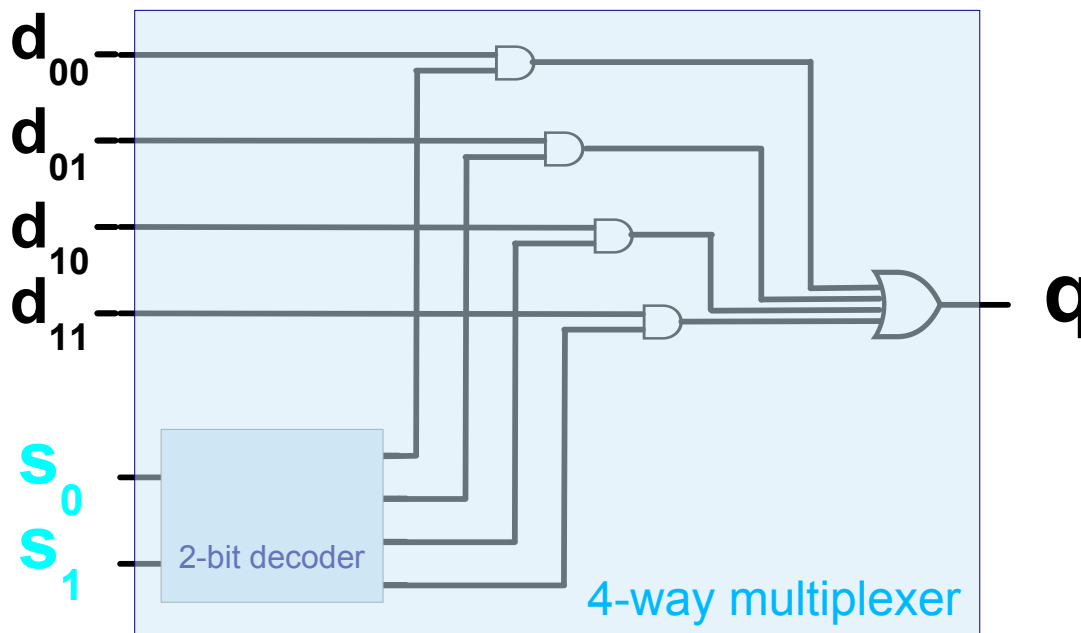 d00
d01
d10
d11
q
s0
s1
2-bit decoder
4-way multiplexer